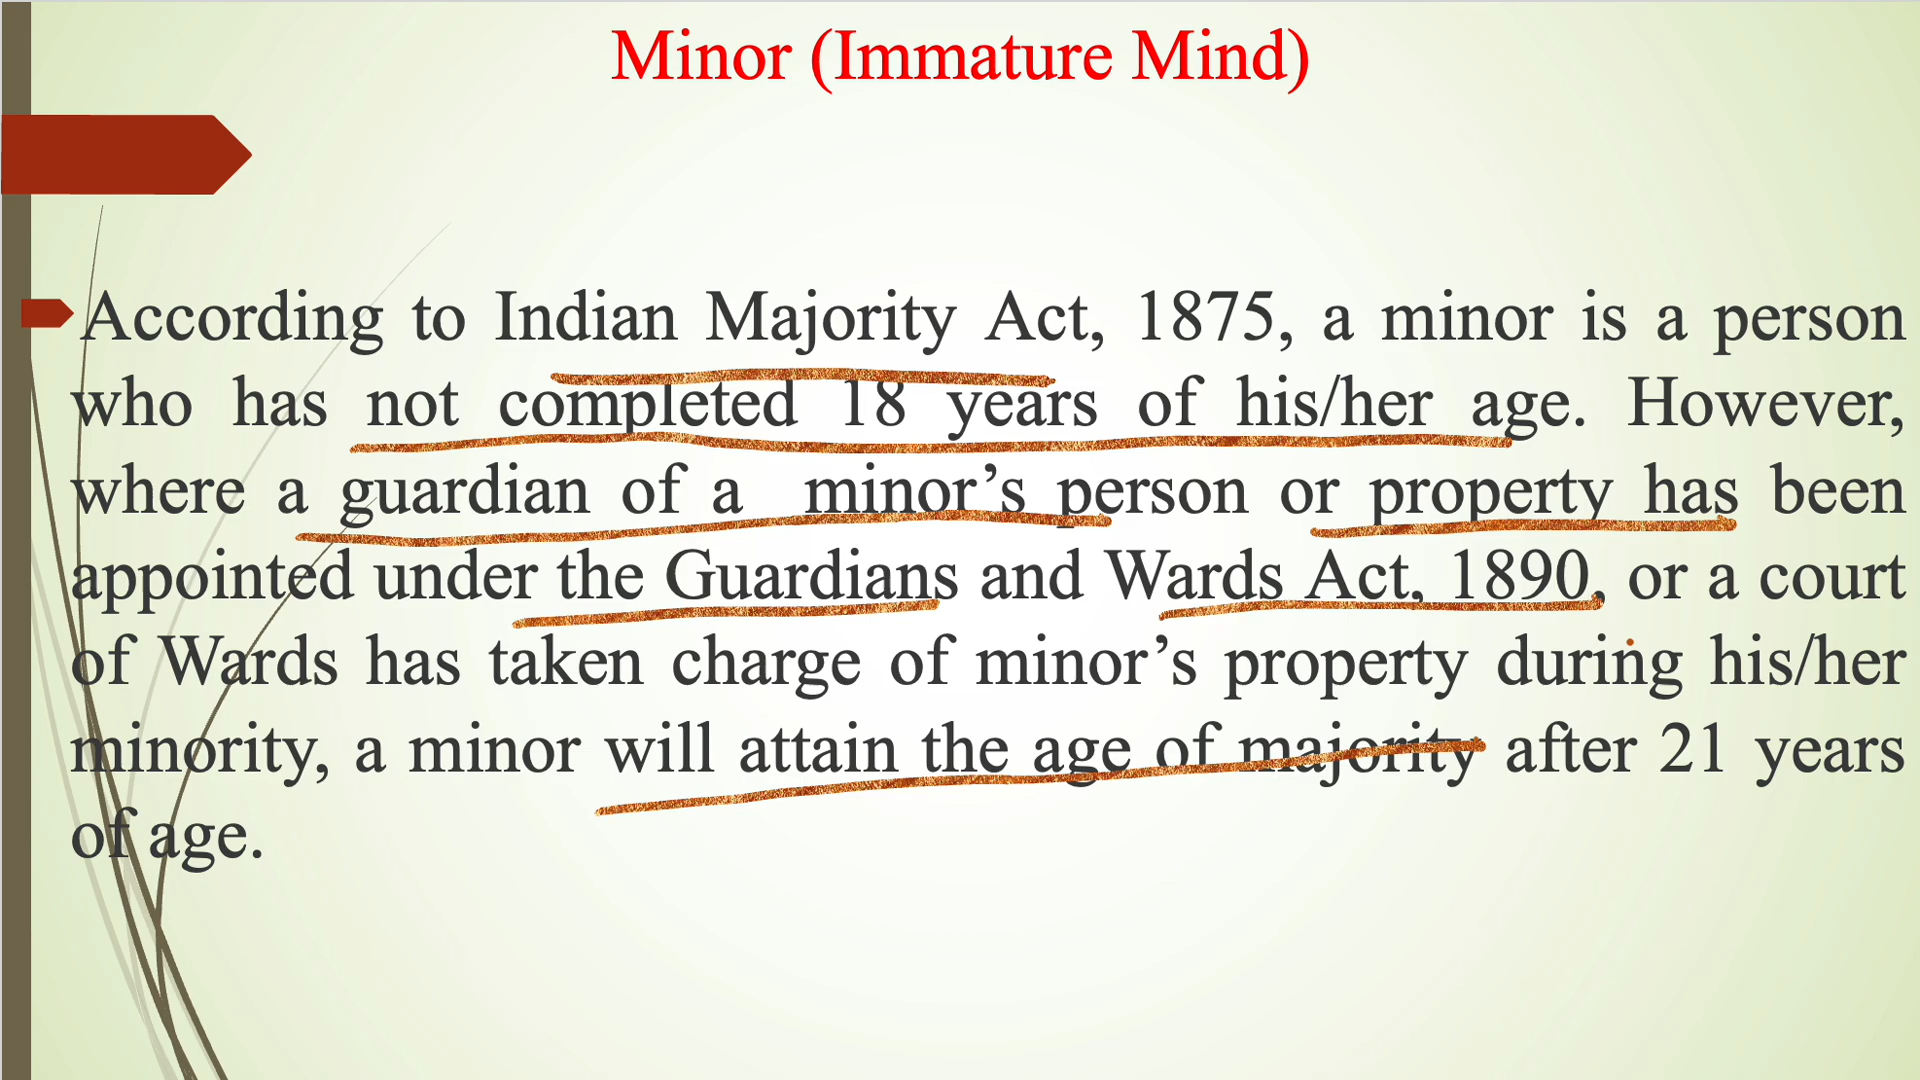 Minor (Immature Mind)
According to Indian Majority Act, 1875, a minor is a person
who has not completed 18 years of his/her age. However,
where a guardian of a minor’s person or property has been
appointed under the Guardians and Wards Act, 1890, or a court
of Wards has taken charge of minor’s property during his/her
minority, a minor will attain the age of majority after 21 years
of age.